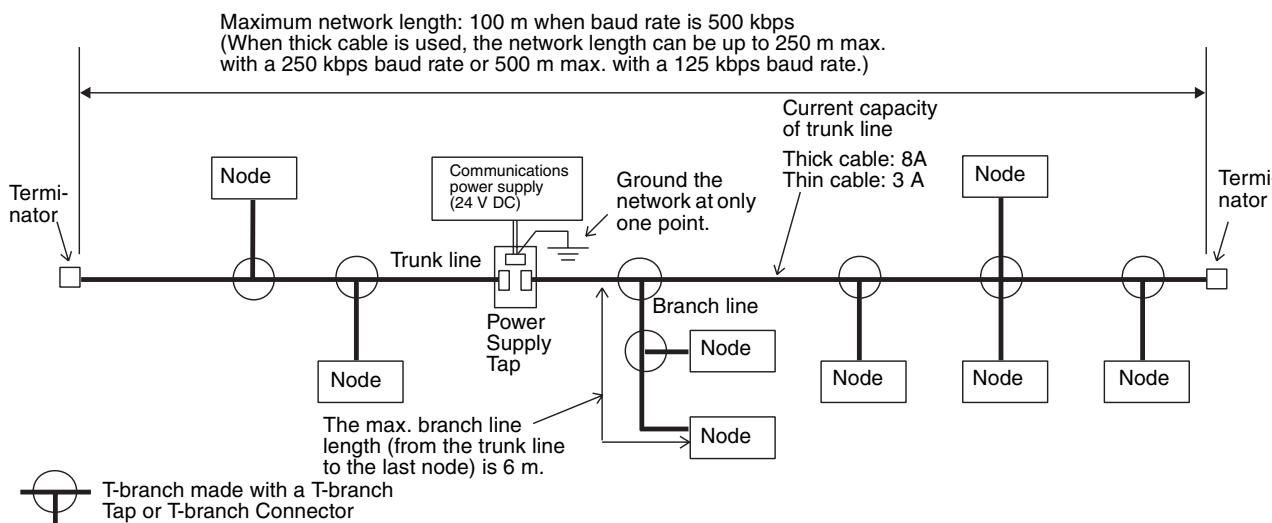 Maximum network length: 100 m when baud rate is 500 kbps
(When thick cable is used, the network length can be up to 250 m max.
with a 250 kbps baud rate or 500 m max. with a 125 kbps baud rate.)
Current capacity
of trunk line
Thick cable: 8A
Thin cable: 3 A
Termi-
nator
Node
Communications
power supply
(24 V DC)
Ground the
network at only
one point.
Node
Termi-
nator
Trunk line
Power
Supply
Tap
Branch line
Node
Node
Node
Node
Node
Node
The max. branch line
length (from the trunk line
to the last node) is 6 m.
Node
T-branch made with a T-branch
Tap or T-branch Connector